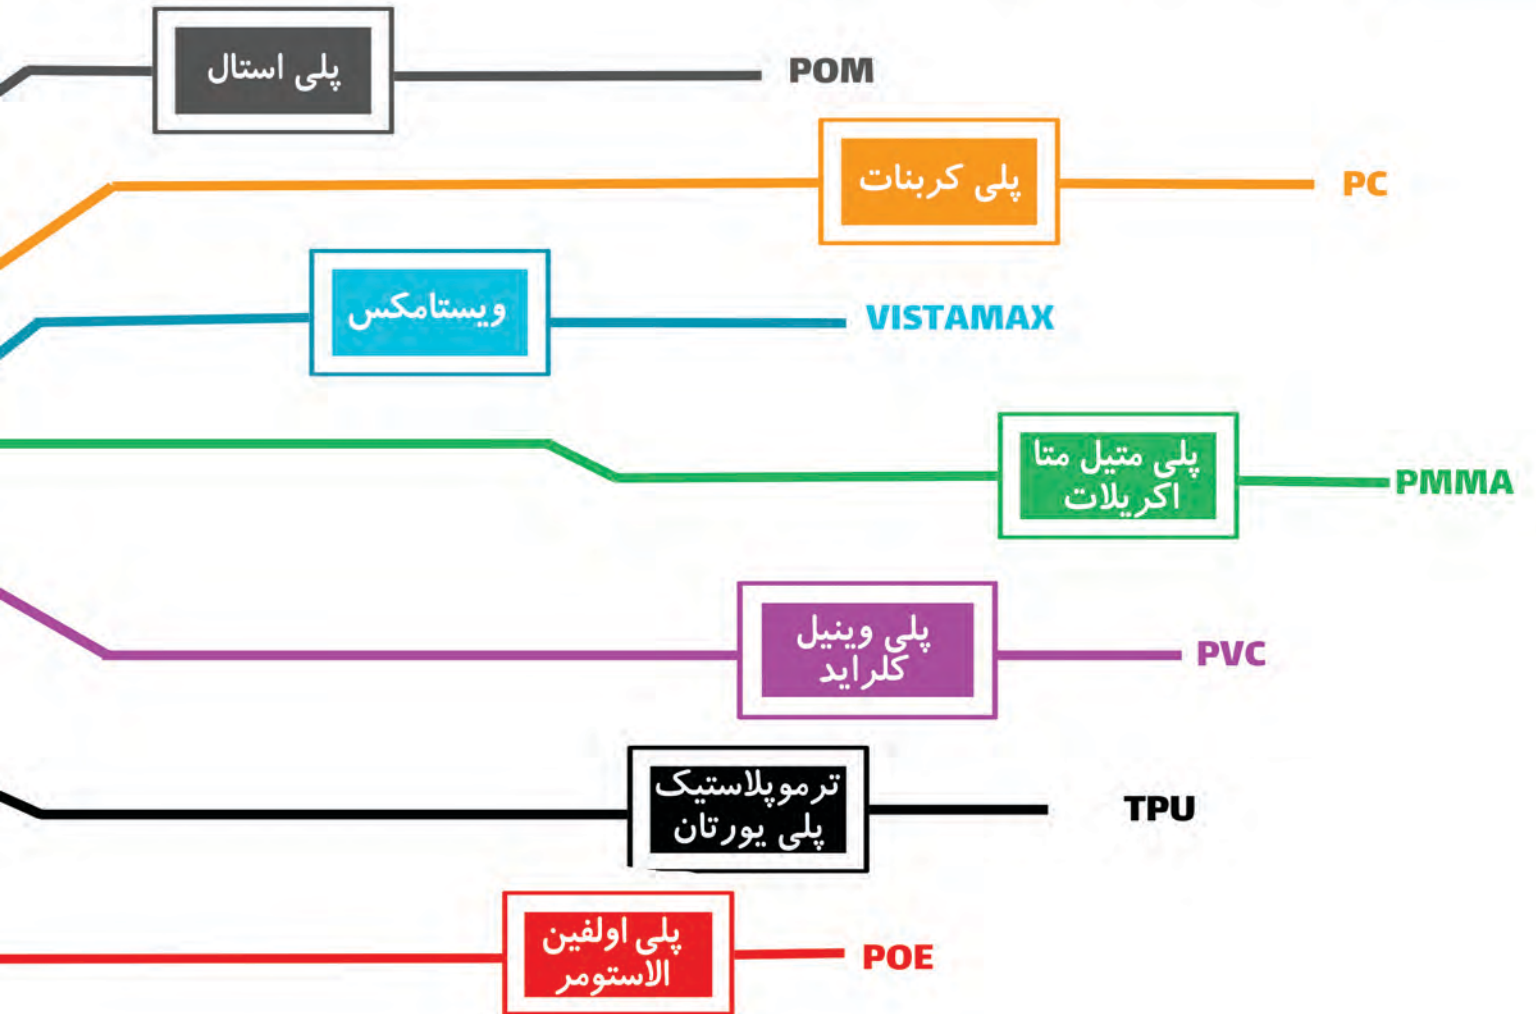 پلی استال
POM
پلی کربنات
PC
ویستامکس
VISTAMAX
پلی متیل متا
اکریلات
PMMA
پلی وینیل
کلراید
PVC
ترموپلاستیک
پلی یورتان
TPU
پلی اولفین
الاستومر
POE